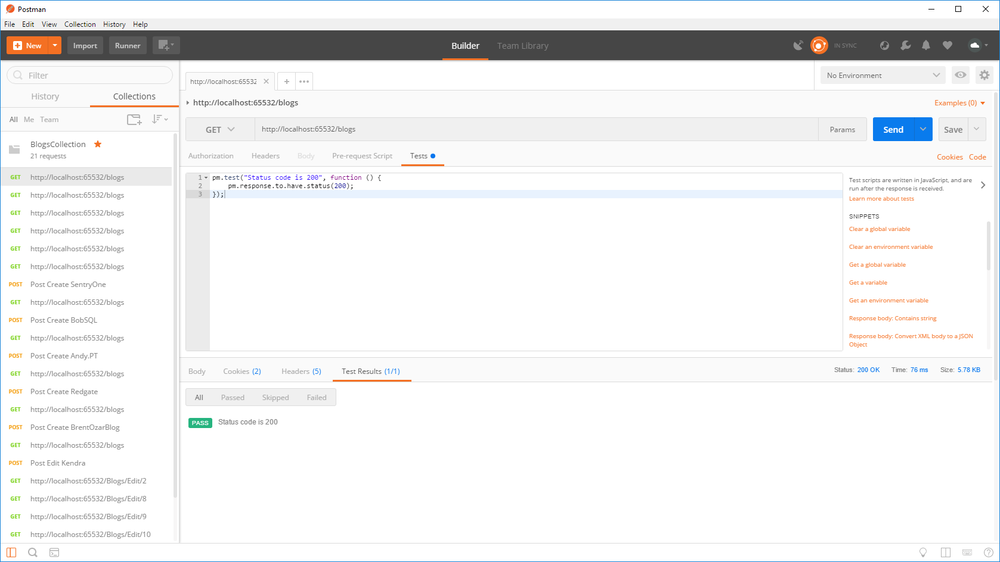 Postman
File Edit View Collection History Help
New Import Runner Builder Team Library IN SYNC
Filter
History Collections
All Me Team
BlogsCollection
21 requests
GET http://localhost:65532/blogs
GET http://localhost:65532/blogs
GET http://localhost:65532/blogs
GET http://localhost:65532/blogs
GET http://localhost:65532/blogs
GET http://localhost:65532/blogs
POST Post Create SentryOne
GET http://localhost:65532/blogs
POST Post Create BobSQL
GET http://localhost:65532/blogs
POST Post Create Andy.PT
GET http://localhost:65532/blogs
POST Post Create Redgate
GET http://localhost:65532/blogs
POST Post Create BrentOzarBlog
GET http://localhost:65532/blogs
POST Post Edit Kendra
GET http://localhost:65532/Blogs/Edit/2
GET http://localhost:65532/Blogs/Edit/8
GET http://localhost:65532/Blogs/Edit/9
GET http://localhost:65532/Blogs/Edit/10
http://localhost:65532
No Environment
http://localhost:65532/blogs
Examples (0)
GET http://localhost:65532/blogs Params Send Save
Authorization Headers Body Pre-request Script Tests
Cookies Code
1 pm.test("Status code is 200", function () {
2 pm.response.to.have.status(200);
3 });
Test scripts are written in JavaScript, and are
run after the response is received.
Learn more about tests
SNIPPETS
Clear a global variable
Clear an environment variable
Get a global variable
Get a variable
Get an environment variable
Response body: Contains string
Response body: Convert XML body to a JSON
Object
Body Cookies (2) Headers (5) Test Results (1/1)
Status: 200 OK Time: 76 ms Size: 5.78 KB
All Passed Skipped Failed
PASS Status code is 200